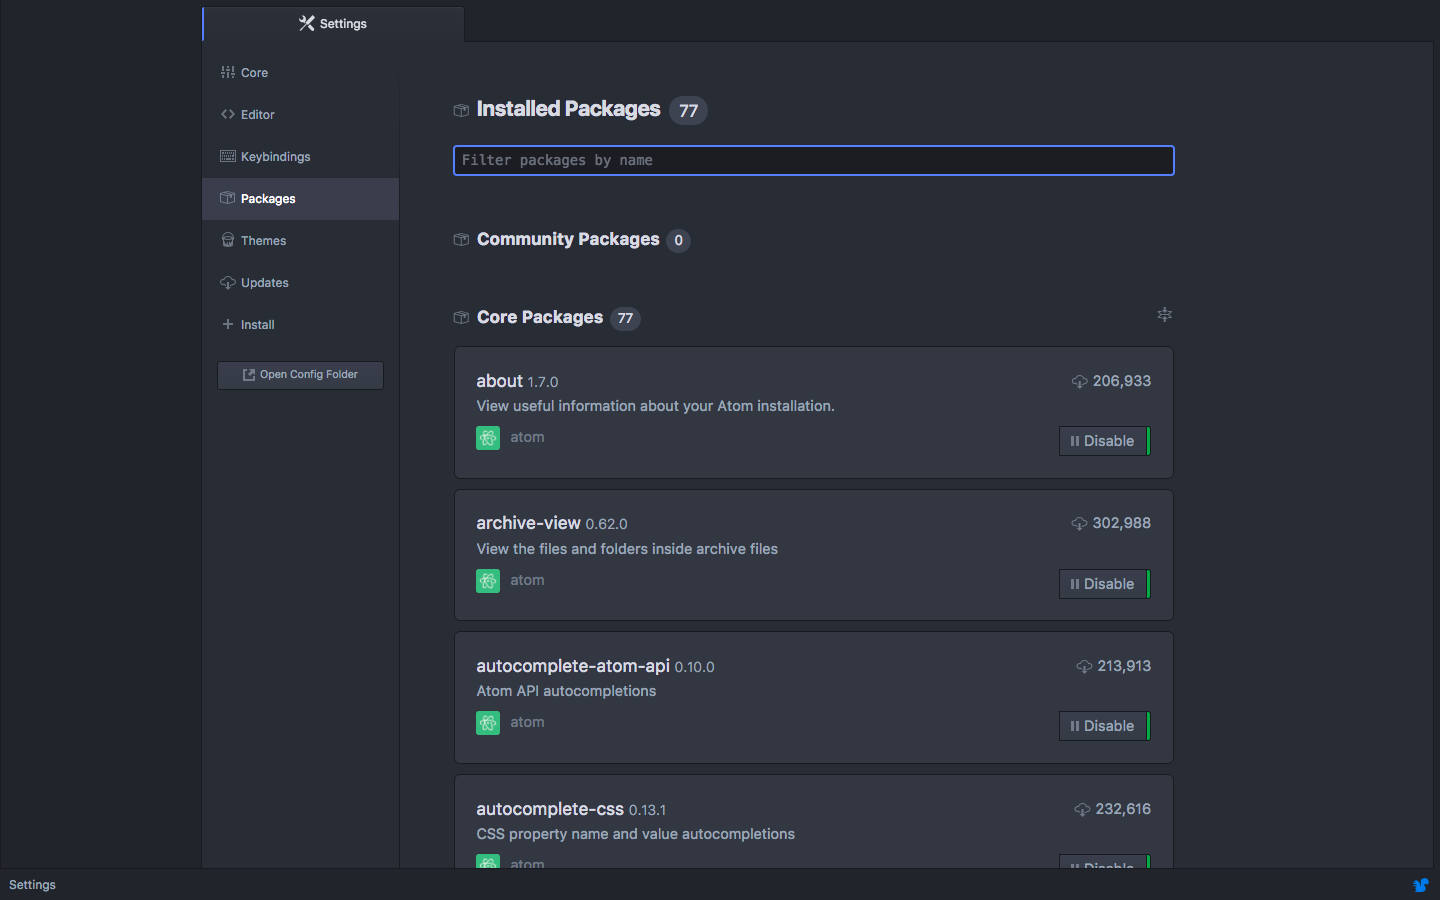 Settings
Core
Editor
Keybindings
Packages
Themes
Updates
Install
Open Config Folder
Installed Packages 77
Filter packages by name
Community Packages 0
Core Packages 77
about 1.7.0 206,933
View useful information about your Atom installation.
atom Disable
archive-view 0.62.0 302,988
View the files and folders inside archive files
atom Disable
autocomplete-atom-api 0.10.0 213,913
Atom API autocompletions
atom Disable
autocomplete-css 0.13.1 232,616
CSS property name and value autocompletions
atom Disable
Settings